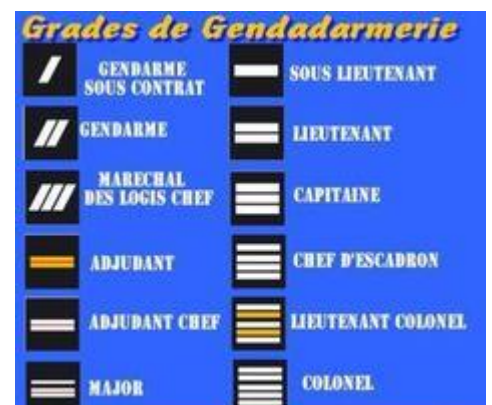 Grades de Gendadarmerie
GENDARME
SOUS CONTRAT
SOUS LIEUTENANT
GENDARME
LIEUTENANT
MARECHAL
DES LOGIS CHEF
CAPITAINE
ADJUDANT
CHEF D'ESCADRON
ADJUDANT CHEF
LIEUTENANT COLONEL
MAJOR
COLONEL